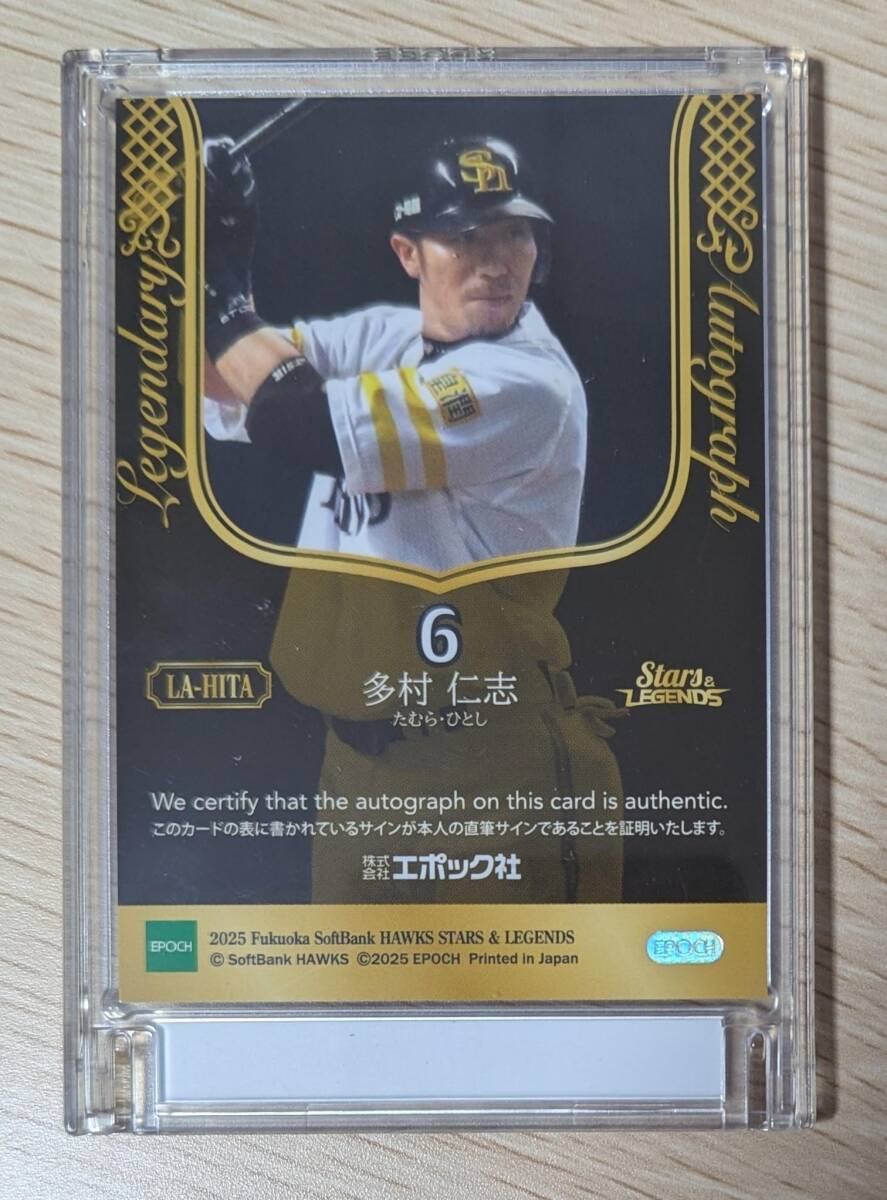 SH
Legendary
Autograph
6
LA-HITA
多村 仁志
たむら・ひとし
Stars &
LEGENDS
We certify that the autograph on this card is authentic.
このカードの表に書かれているサインが本人の直筆サインであることを証明いたします。
株式会社エポック社
EPOCH
2025 Fukuoka SoftBank HAWKS STARS & LEGENDS
© SoftBank HAWKS ©2025 EPOCH Printed in Japan
EPOCH